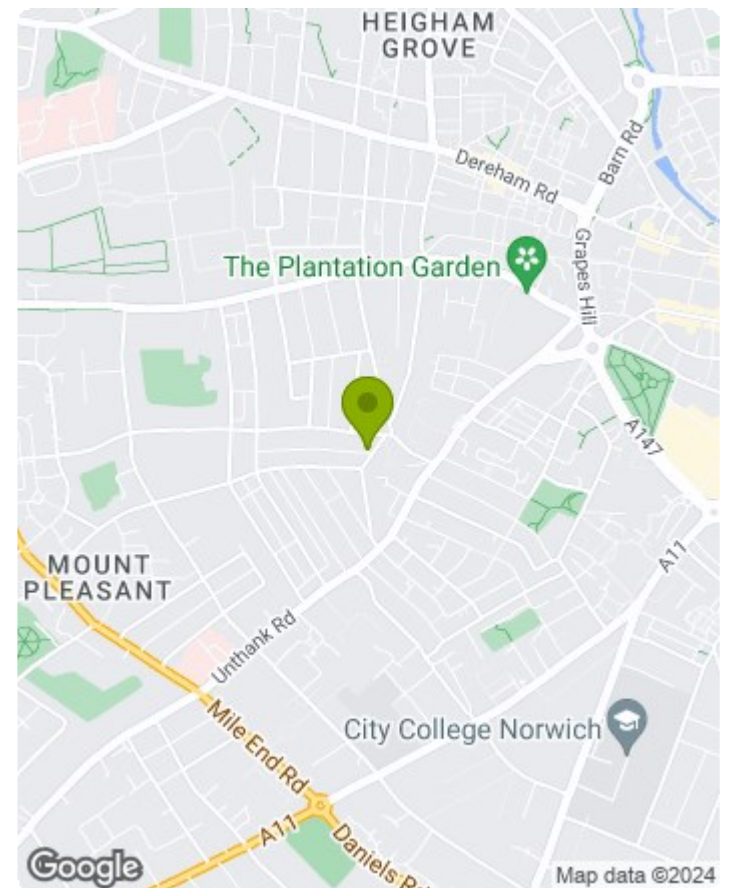 HEIGHAM
GROVE
Dereham Rd
Barn Rd
Grapes Hill
The Plantation Garden
A147
A11
MOUNT
PLEASANT
Unthank Rd
Mile End Rd
City College Norwich
A11
Daniels Rd
Google
Map data ©2024